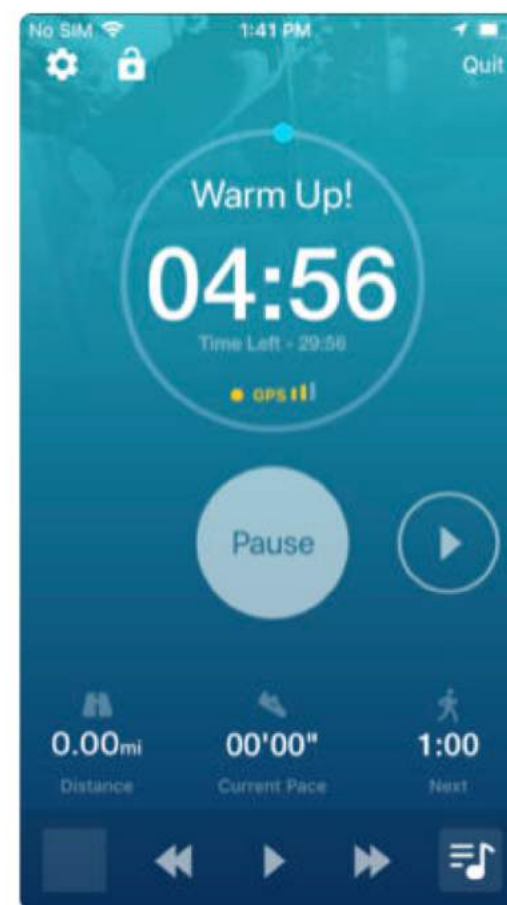 No SIM 1:41 PM
Quit
Warm Up!
04:56
Time Left - 29:56
GPS
Pause
0.00mi 00'00" 1:00
Distance Current Pace Next